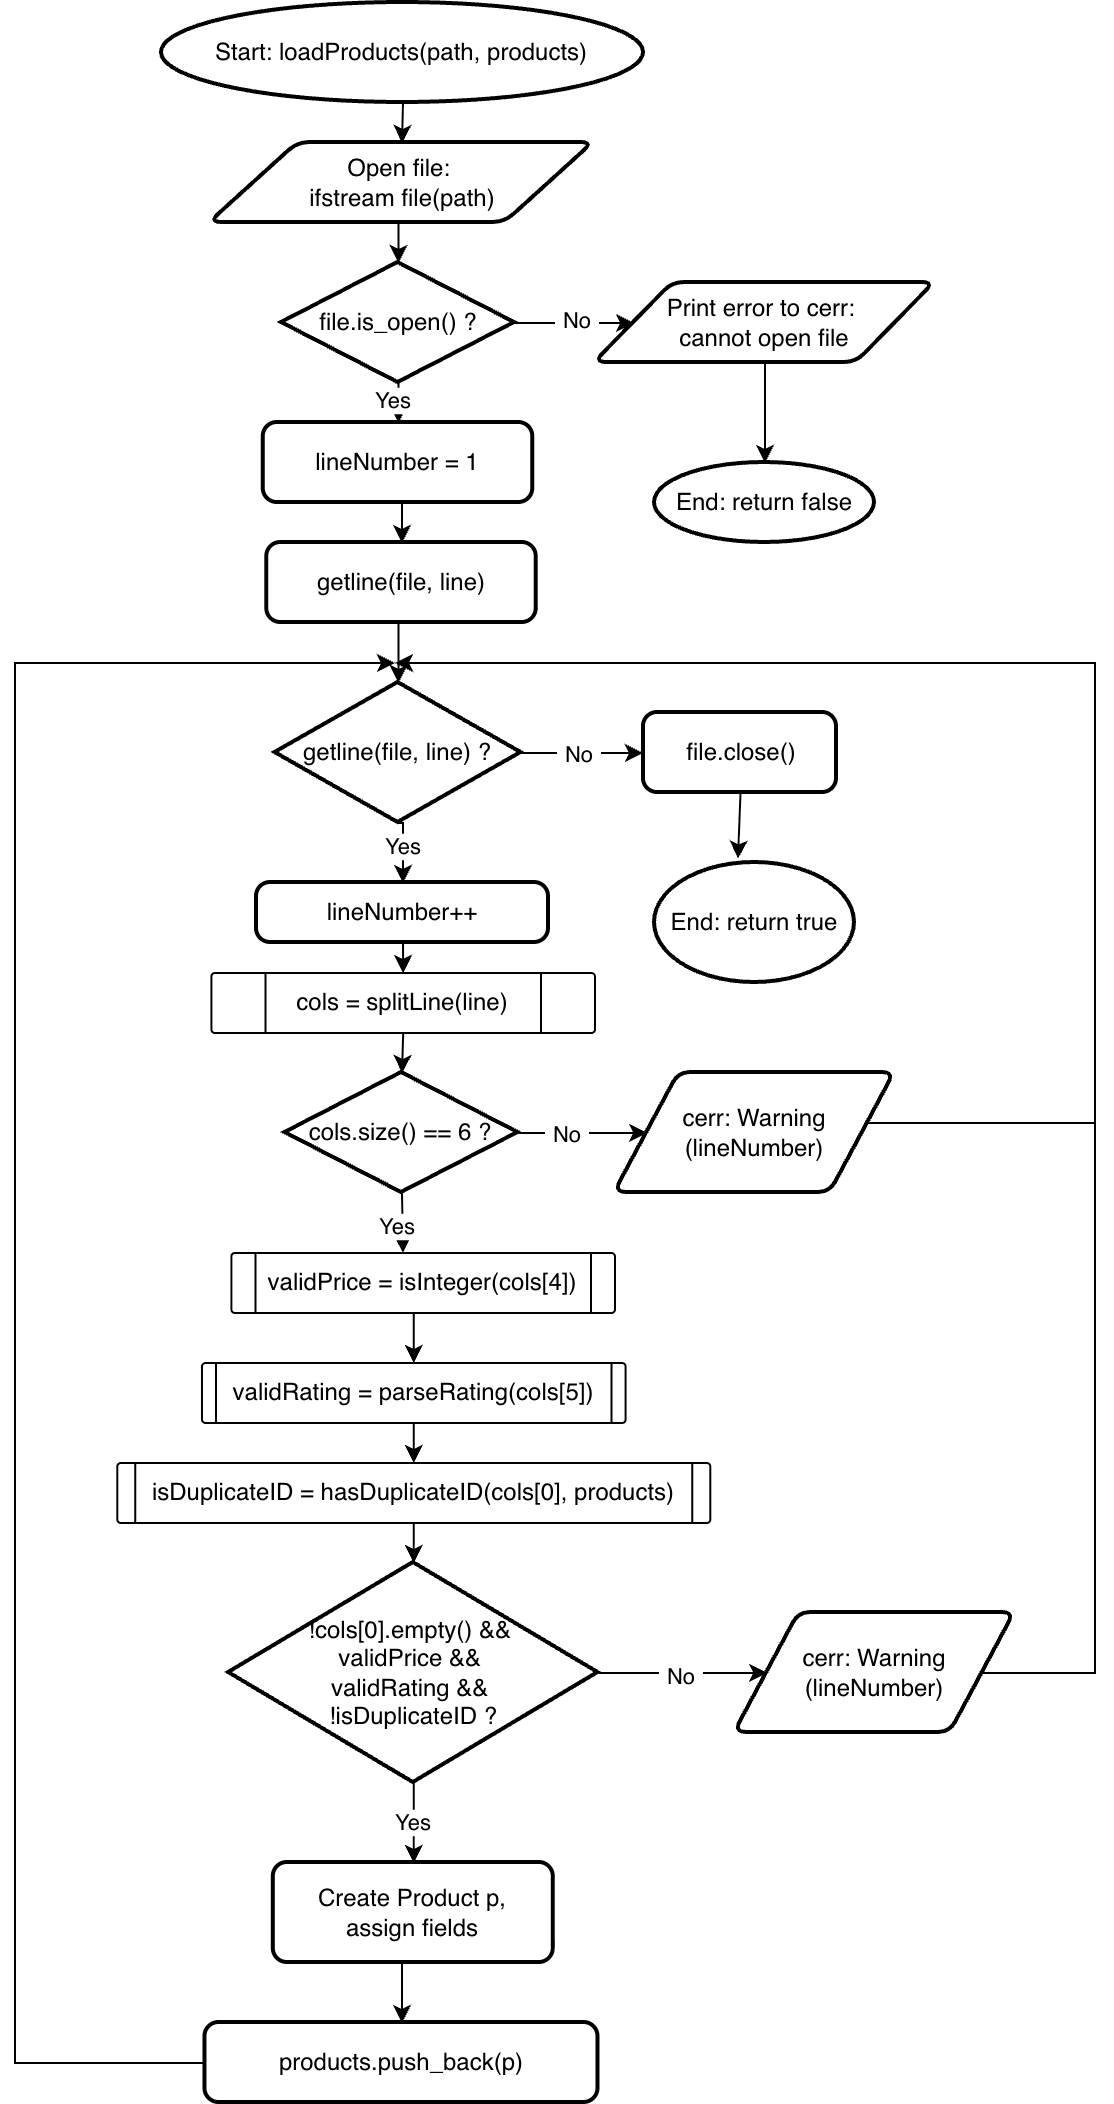 Start: loadProducts(path, products)
Open file:
ifstream file(path)
file.is_open() ?
No
Print error to cerr:
cannot open file
Yes
lineNumber = 1
End: return false
getline(file, line)
getline(file, line) ?
No
file.close()
Yes
lineNumber++
End: return true
cols = splitLine(line)
cols.size() == 6 ?
No
cerr: Warning
(lineNumber)
Yes
validPrice = isInteger(cols[4])
validRating = parseRating(cols[5])
isDuplicateID = hasDuplicateID(cols[0], products)
!cols[0].empty() &&
validPrice &&
validRating &&
!isDuplicateID ?
No
cerr: Warning
(lineNumber)
Yes
Create Product p,
assign fields
products.push_back(p)